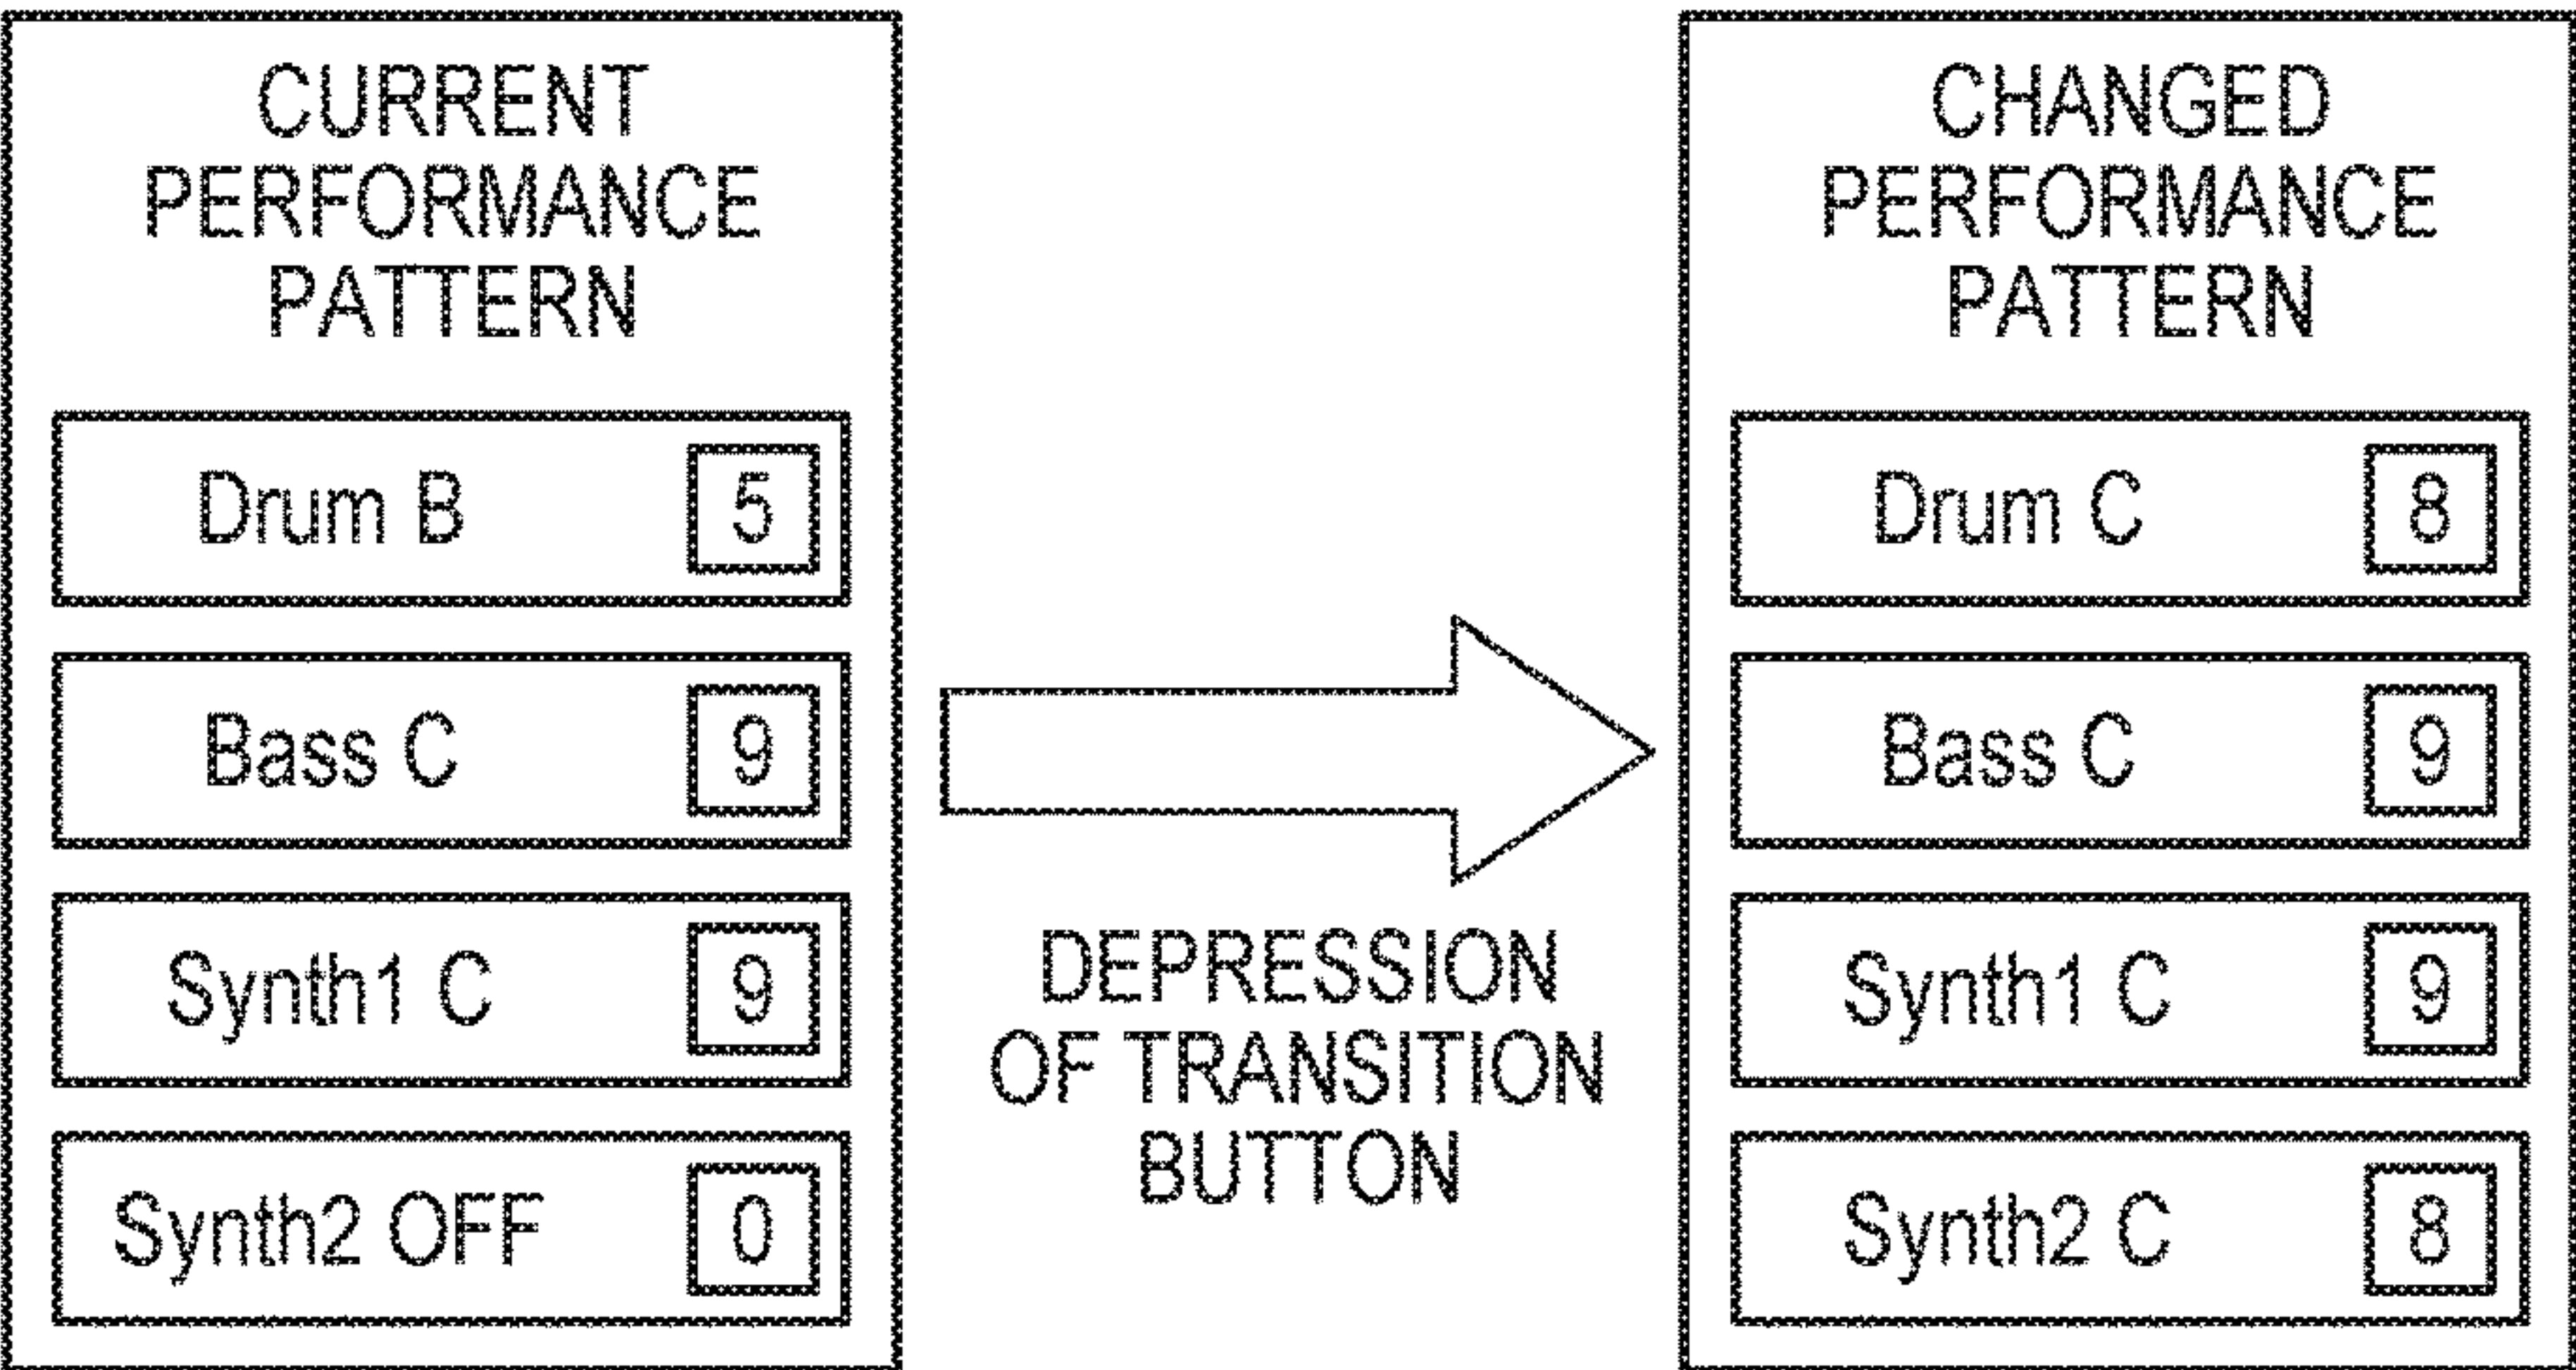 CURRENT
PERFORMANCE
PATTERN
Drum B 5
Bass C 9
Synth1 C 9
Synth2 OFF 0
DEPRESSION
OF TRANSITION
BUTTON
CHANGED
PERFORMANCE
PATTERN
Drum C 8
Bass C 9
Synth1 C 9
Synth2 C 8